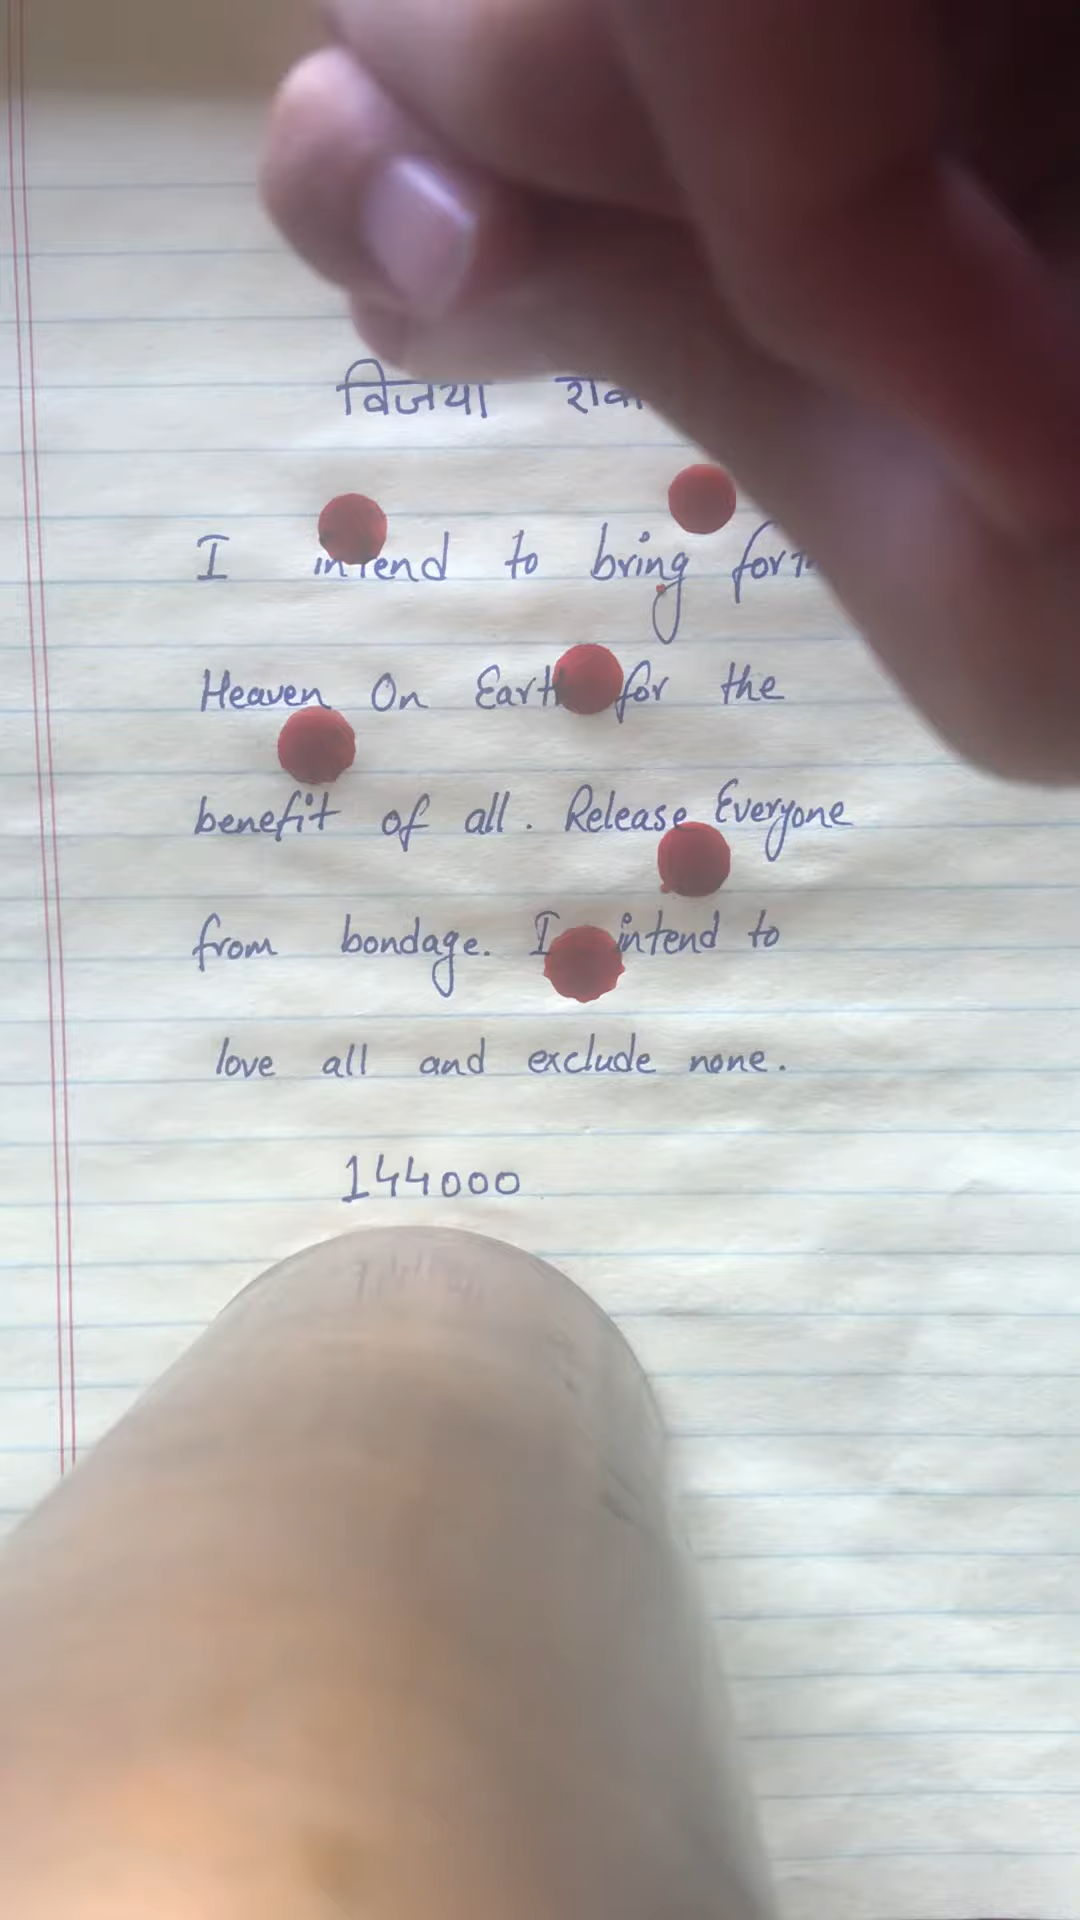 विजया
I intend to bring forth
Heaven On Earth for the
benefit of all. Release Everyone
from bondage. I intend to
love all and exclude none.
144000